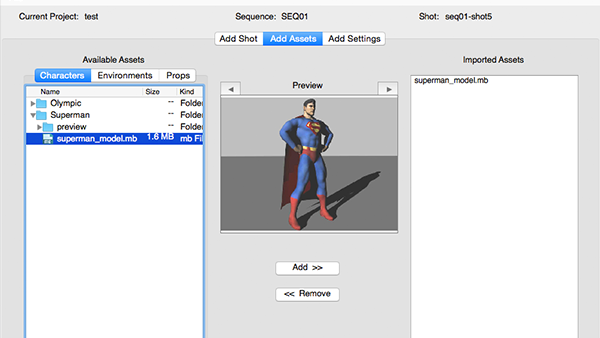 Current Project: test Sequence: SEQ01 Shot: seq01-shot5
Add Shot Add Assets Add Settings
Available Assets
Characters Environments Props
Name Size Kind
Olympic -- Folder
Superman -- Folder
preview -- Folder
superman_model.mb 1.6 MB mb Fi
Preview
S
Add >>
<< Remove
Imported Assets
superman_model.mb